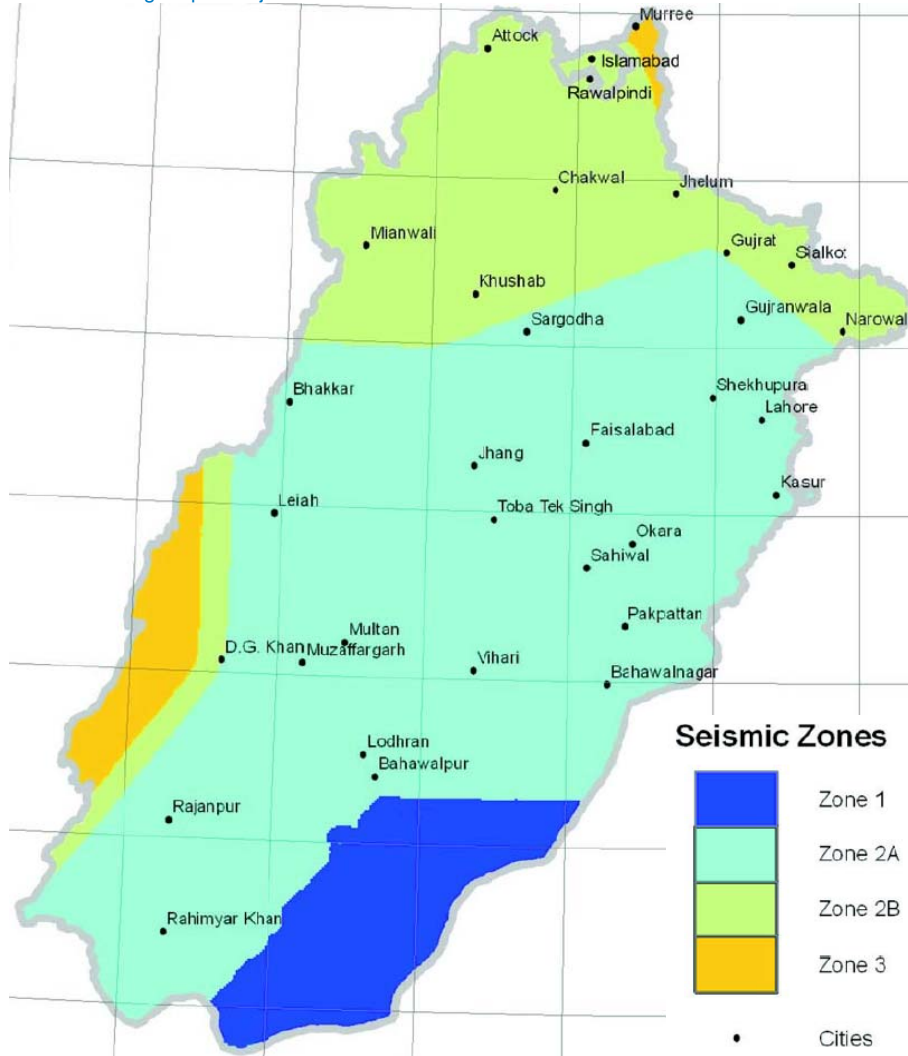 Murree
Attock
Islamabad
Rawalpindi
Chakwal
Jhelum
Mianwali
Gujrat
Sialkot
Khushab
Sargodha
Gujranwala
Narowal
Bhakkar
Shekhupura
Lahore
Faisalabad
Jhang
Kasur
Leiah
Toba Tek Singh
Okara
Sahiwal
Pakpattan
Multan
D.G. Khan
Muzaffargarh
Vihari
Bahawalnagar
Lodhran
Bahawalpur
Rajanpur
Rahimyar Khan
Seismic Zones
Zone 1
Zone 2A
Zone 2B
Zone 3
Cities